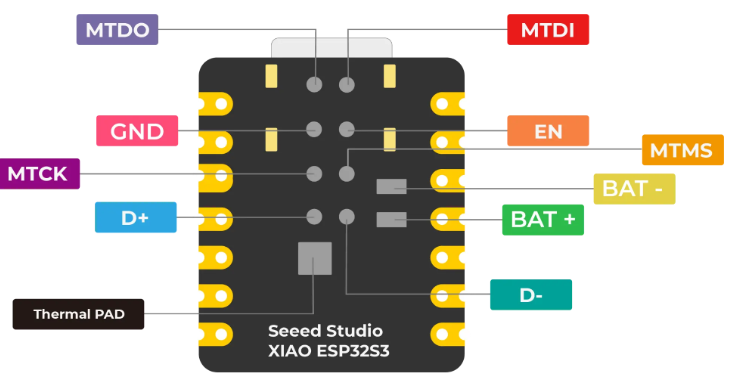 MTDO
MTDI
GND
EN
MTMS
MTCK
BAT -
D+
BAT +
D-
Thermal PAD
Seeed Studio
XIAO ESP32S3